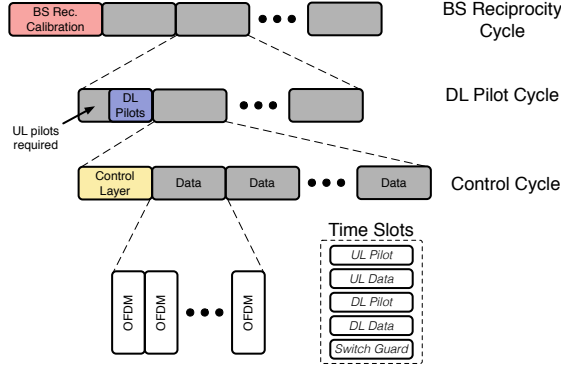 BS Rec.
Calibration
BS Reciprocity
Cycle
DL
Pilots
DL Pilot Cycle
UL pilots
required
Control
Layer
Data
Data
Data
Control Cycle
Time Slots
OFDM
OFDM
OFDM
UL Pilot
UL Data
DL Pilot
DL Data
Switch Guard